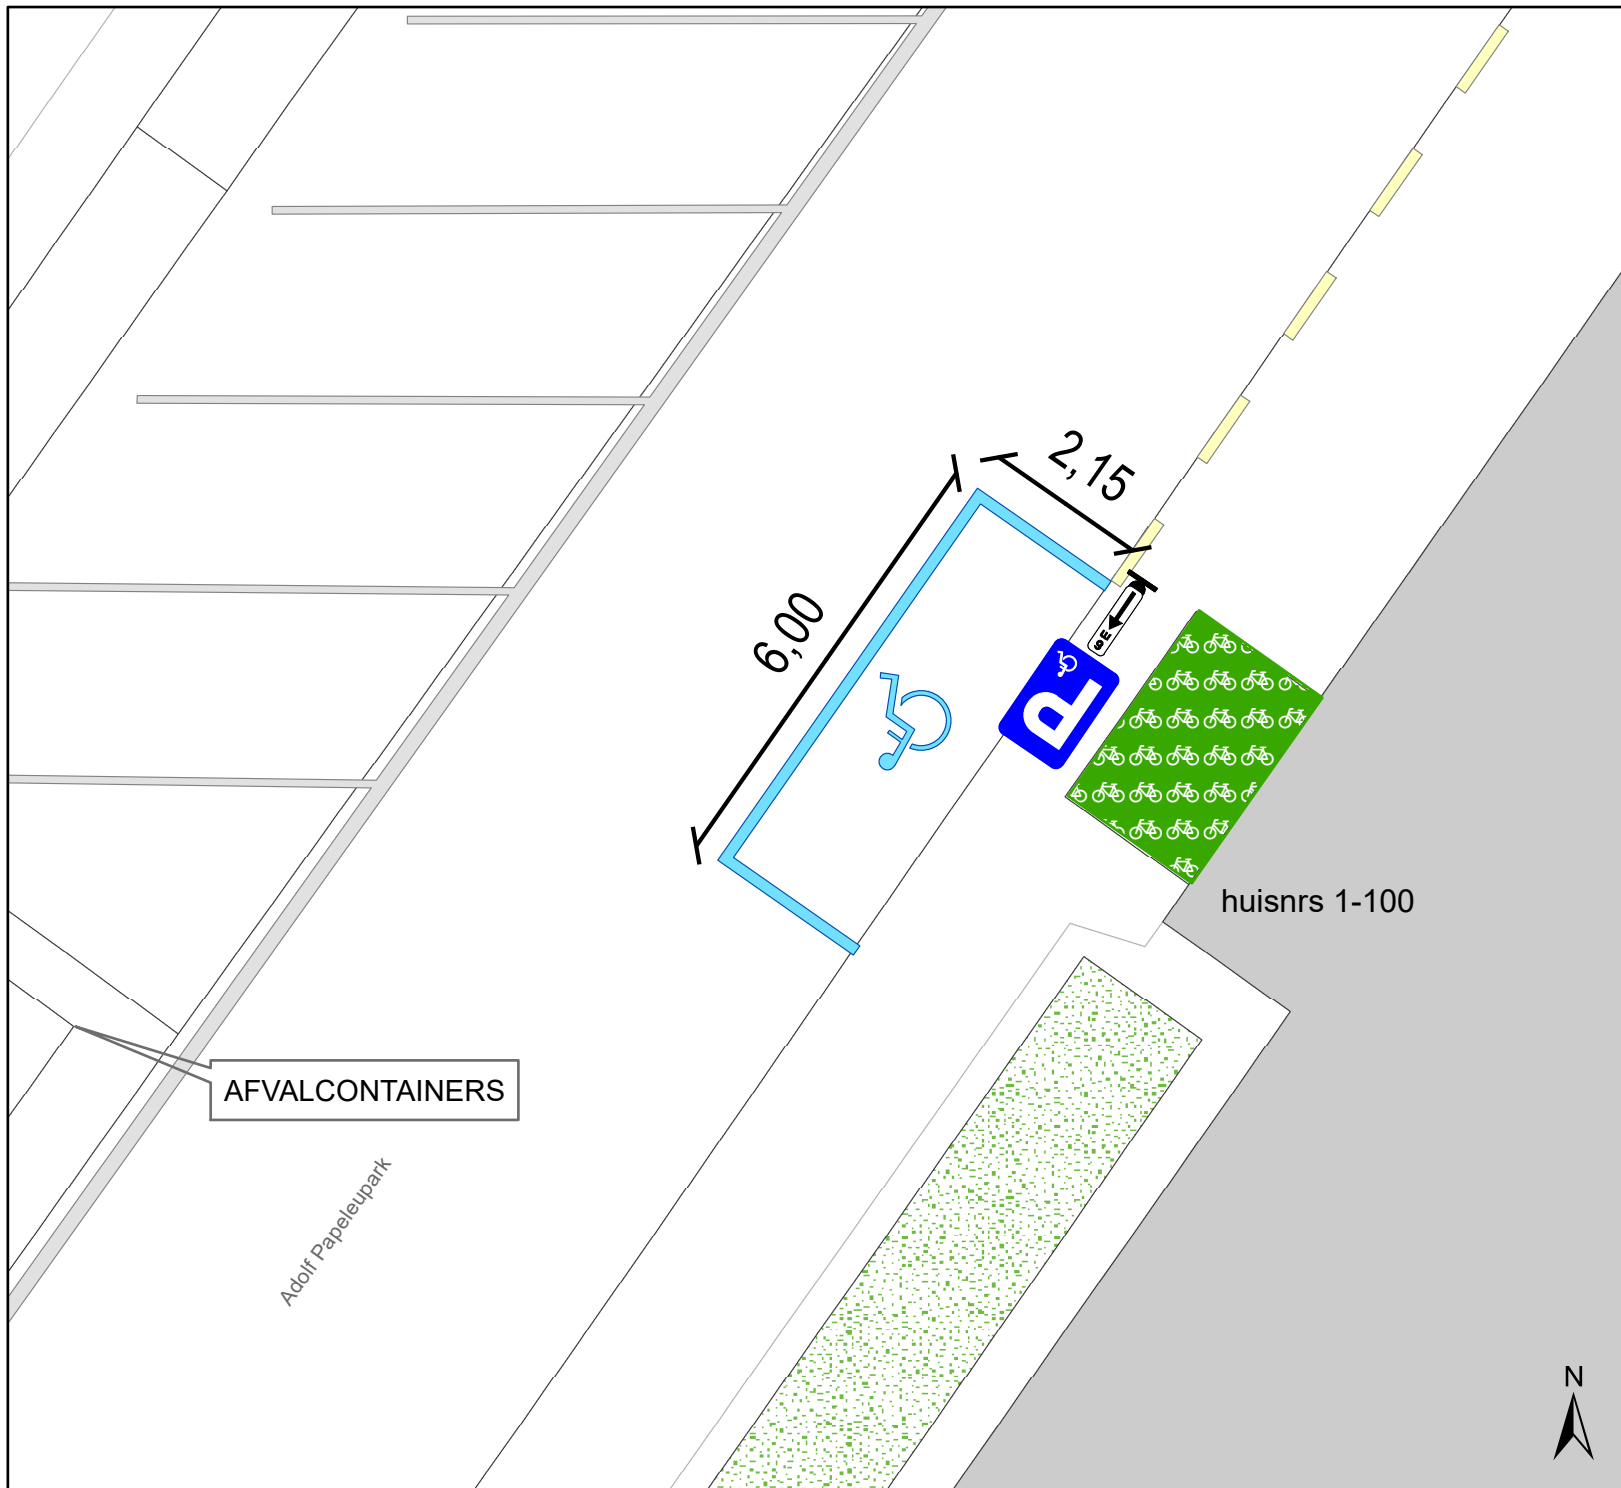 2,15
6,00
P
huisnrs 1-100
AFVALCONTAINERS
Adolf Papeleupark
N